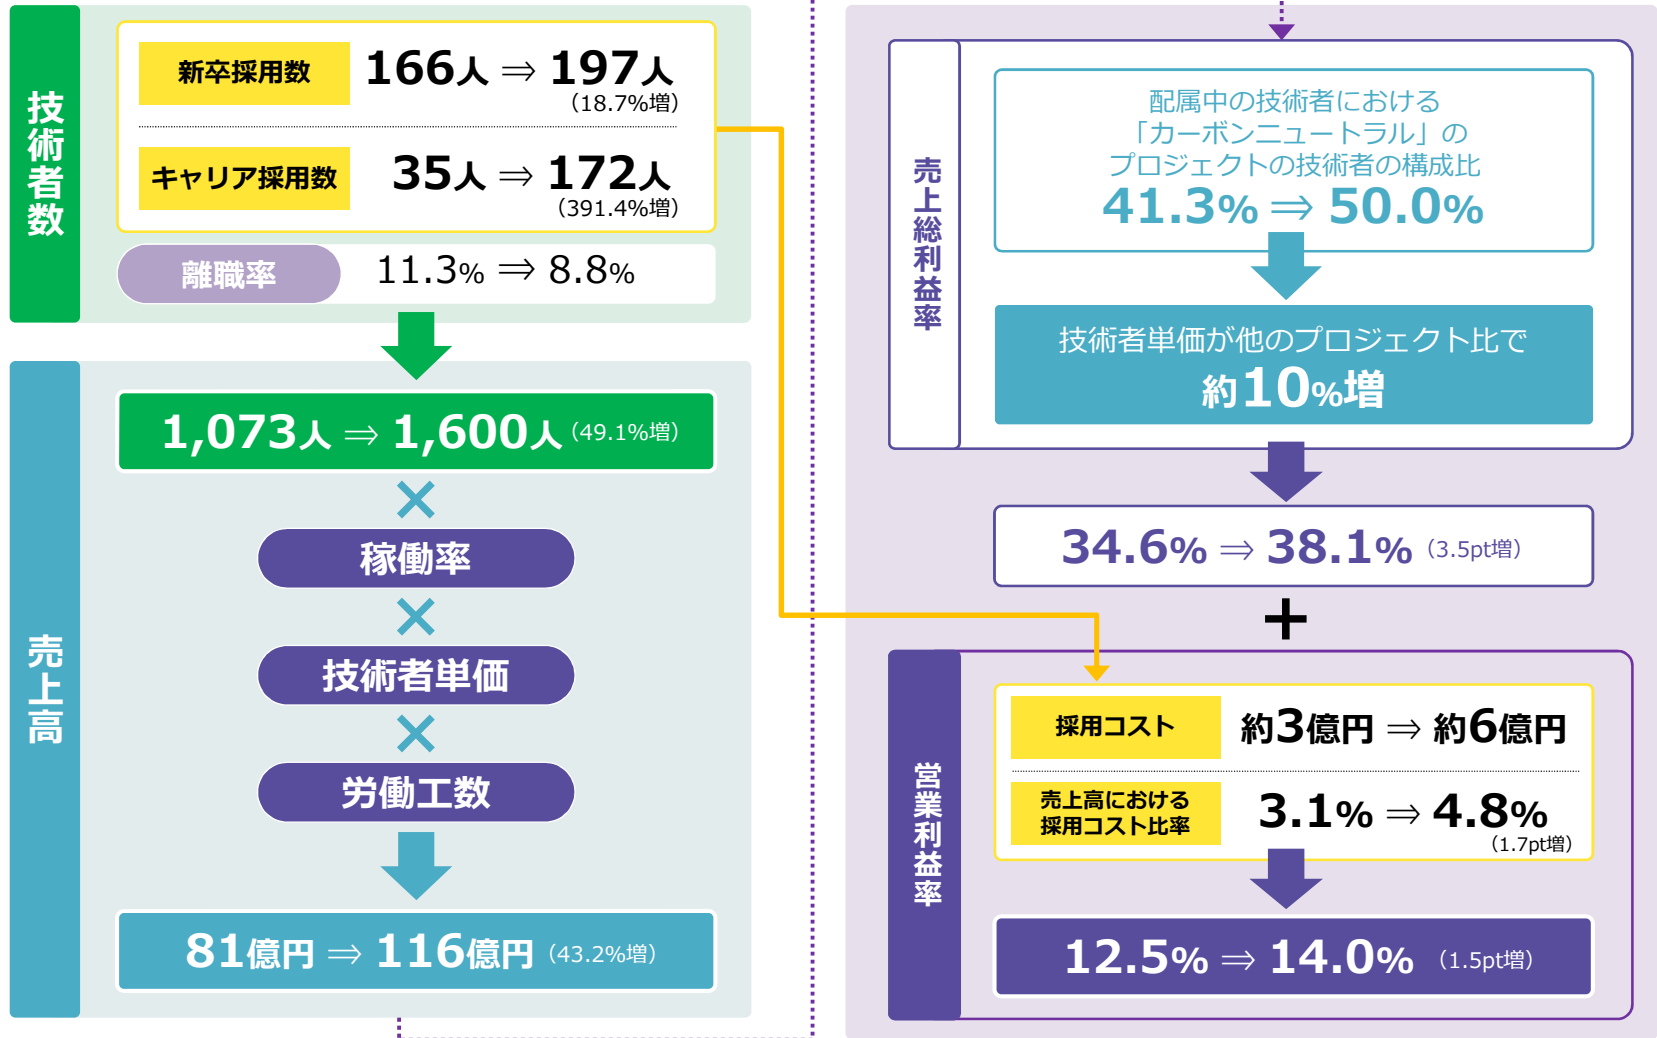 技術者数
新卒採用数
166人 ⇒ 197人
（18.7%増）
キャリア採用数
35人 ⇒ 172人
（391.4%増）
離職率
11.3% ⇒ 8.8%
売上高
1,073人 ⇒ 1,600人（49.1%増）
×
稼働率
×
技術者単価
×
労働工数
81億円 ⇒ 116億円（43.2%増）
売上総利益率
配属中の技術者における
「カーボンニュートラル」の
プロジェクトの技術者の構成比
41.3% ⇒ 50.0%
技術者単価が他のプロジェクト比で
約10%増
34.6% ⇒ 38.1%（3.5pt増）
+
営業利益率
採用コスト
約3億円 ⇒ 約6億円
売上高における
採用コスト比率
3.1% ⇒ 4.8%
（1.7pt増）
12.5% ⇒ 14.0%（1.5pt増）